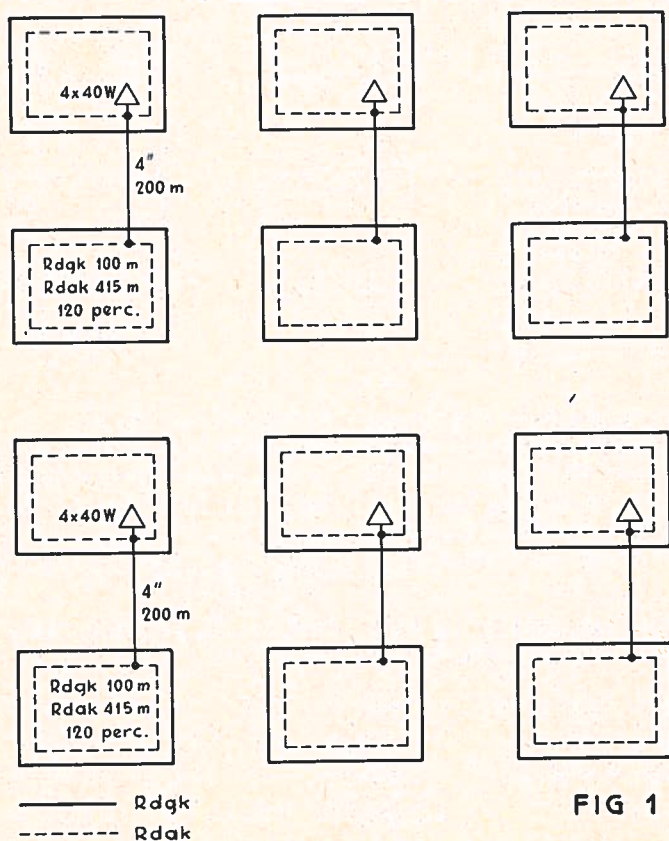 4x40W
4"
200 m
Rdgk 100 m
Rdak 415 m
120 perc.
4x40W
4"
200 m
Rdgk 100 m
Rdak 415 m
120 perc.
Rdgk
Rdak
FIG 1